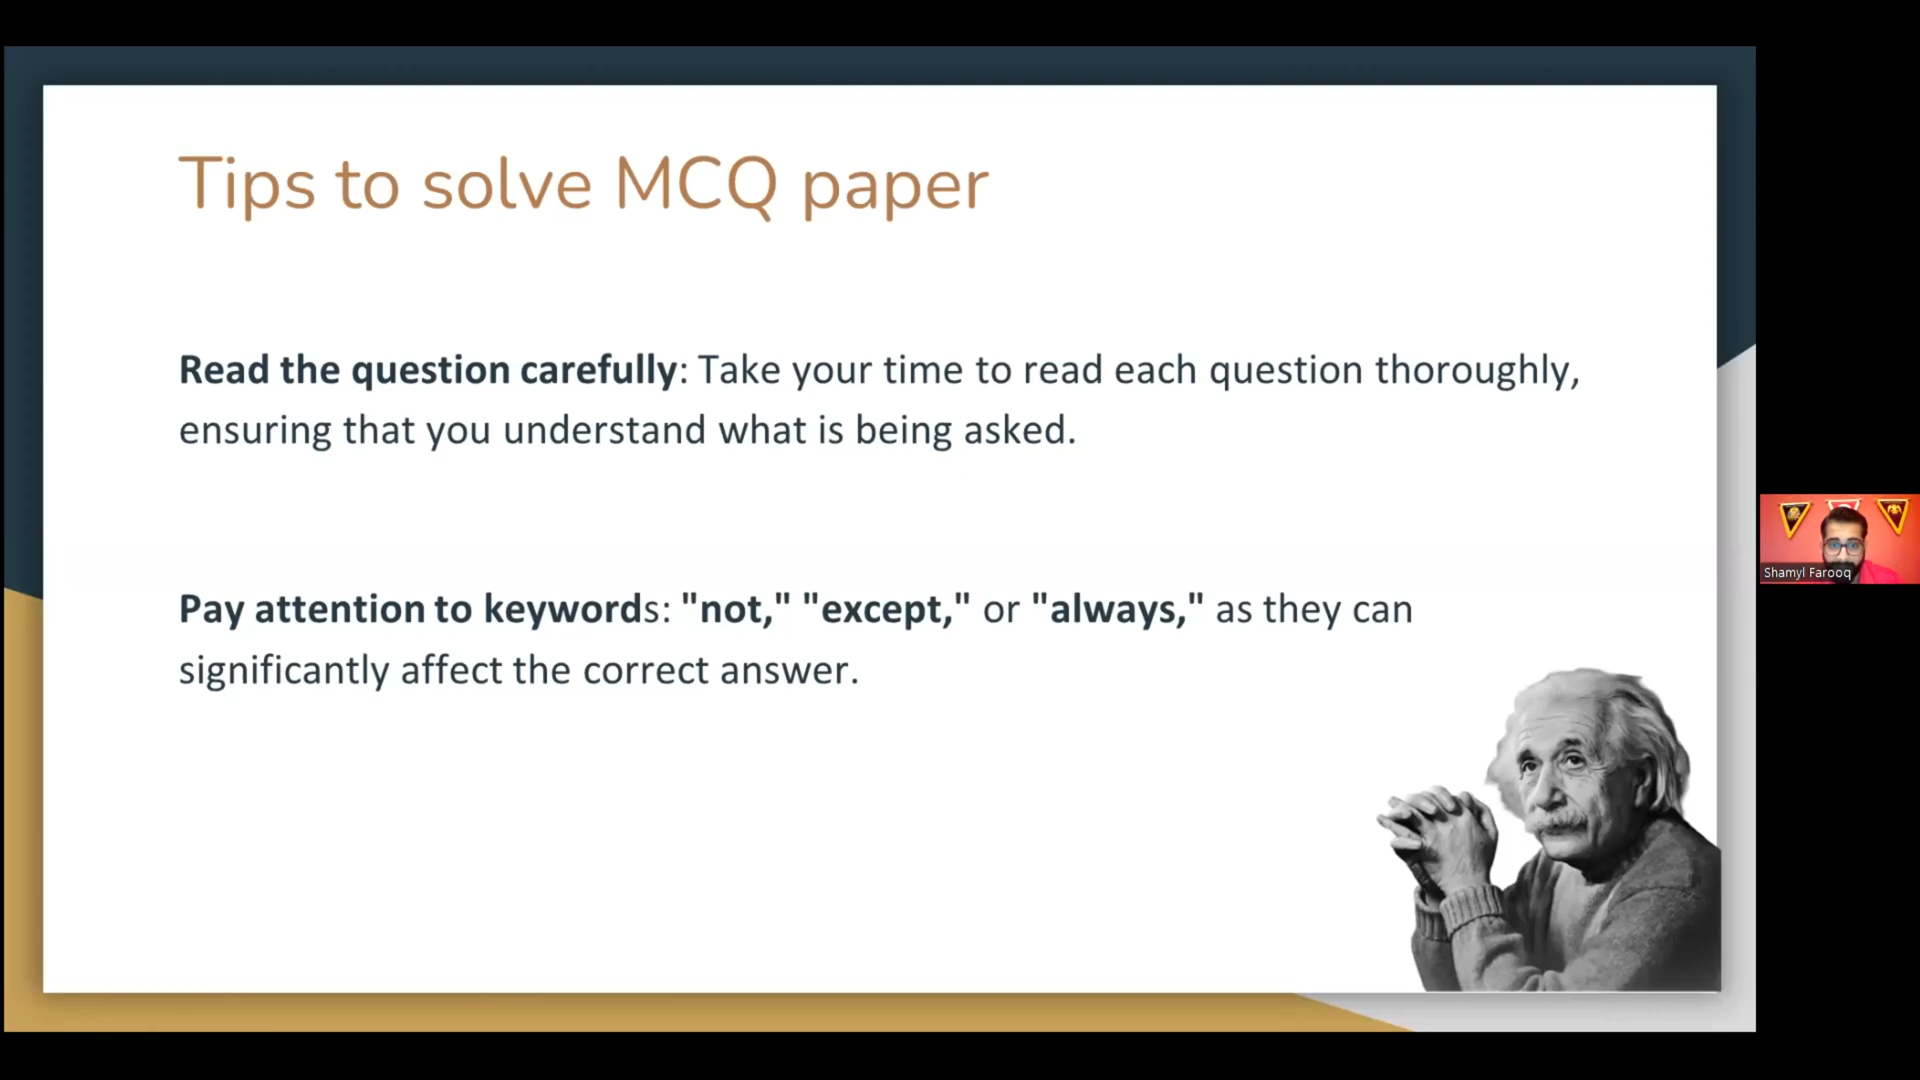 Tips to solve MCQ paper
Read the question carefully: Take your time to read each question thoroughly,
ensuring that you understand what is being asked.
Pay attention to keywords: "not," "except," or "always," as they can
significantly affect the correct answer.
Shamyl Farooq